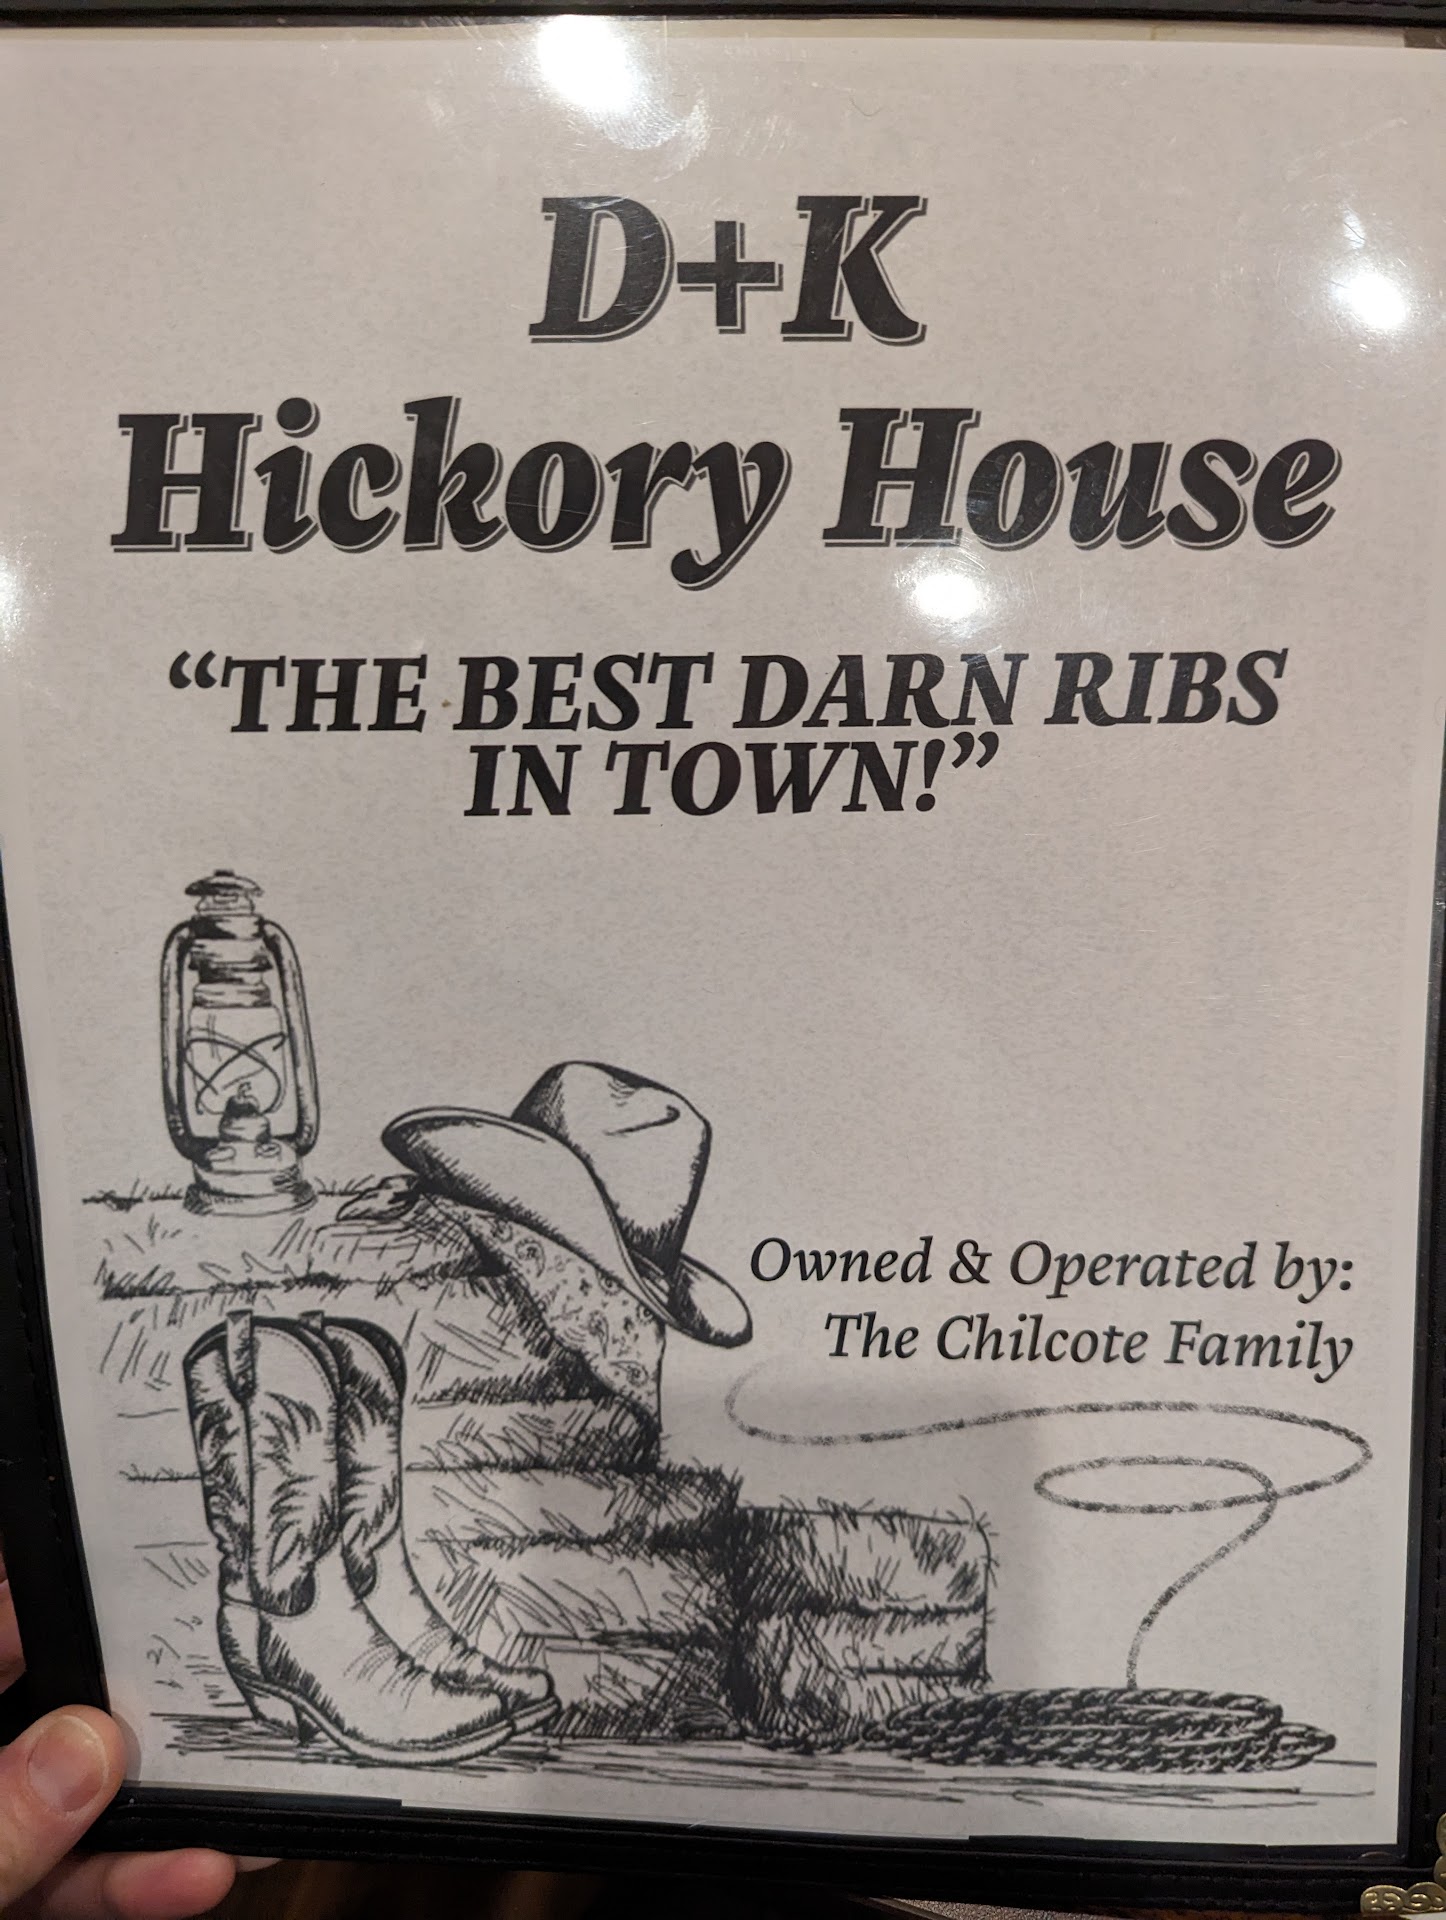 D+K
Hickory House
“THE BEST DARN RIBS
IN TOWN!”
Owned & Operated by:
The Chilcote Family